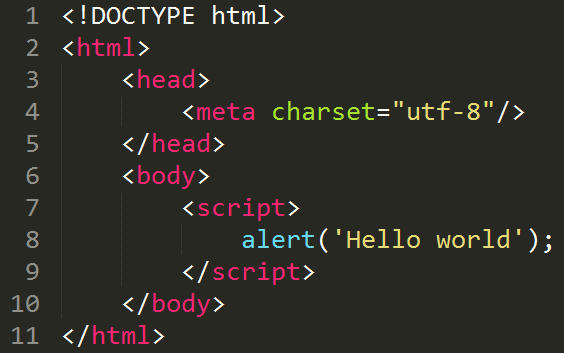 1 <!DOCTYPE html>
2 <html>
3     <head>
4         <meta charset="utf-8"/>
5     </head>
6     <body>
7         <script>
8             alert('Hello world');
9         </script>
10     </body>
11 </html>